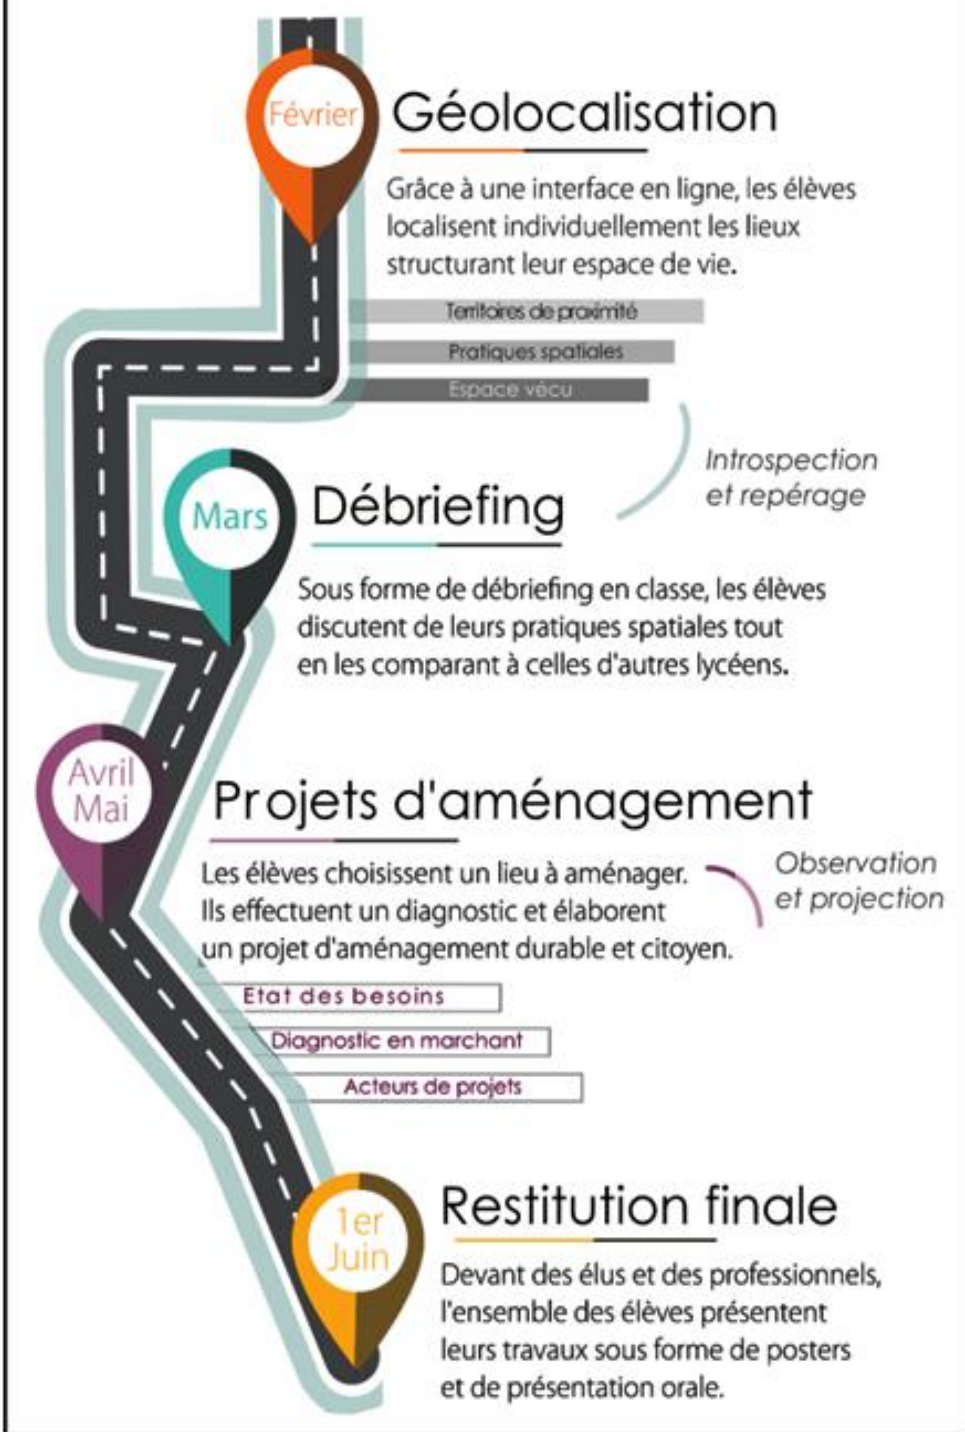 Février
Géolocalisation
Grâce à une interface en ligne, les élèves
localisent individuellement les lieux
structurant leur espace de vie.
Territoires de proximité
Pratiques spatiales
Espace vécu
Introspection
et repérage
Mars
Débriefing
Sous forme de débriefing en classe, les élèves
discutent de leurs pratiques spatiales tout
en les comparant à celles d'autres lycéens.
Avril
Mai
Projets d'aménagement
Les élèves choisissent un lieu à aménager.
Ils effectuent un diagnostic et élaborent
un projet d'aménagement durable et citoyen.
Observation
et projection
Etat des besoins
Diagnostic en marchant
Acteurs de projets
1er
Juin
Restitution finale
Devant des élus et des professionnels,
l'ensemble des élèves présentent
leurs travaux sous forme de posters
et de présentation orale.